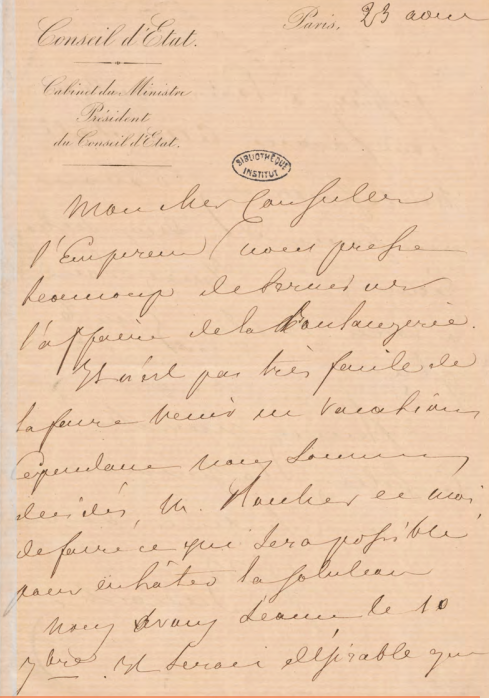 Conseil d'Etat.
Paris, 23 aout
Cabinet du Ministre
Président
du Conseil d'Etat.
BIBLIOTHÈQUE
INSTITUT
Mon cher Conseiller
l'Empereur nous presse
beaucoup de terminer
l'affaire de la Boulangerie.
Il n'est pas très facile de
la faire venir en vacations
cependant nous sommes
décidés M. Rouher et moi
de faire ce qui sera possible
pour en hâter la solution
nous avons séance le 10
7bre. Il serait désirable que